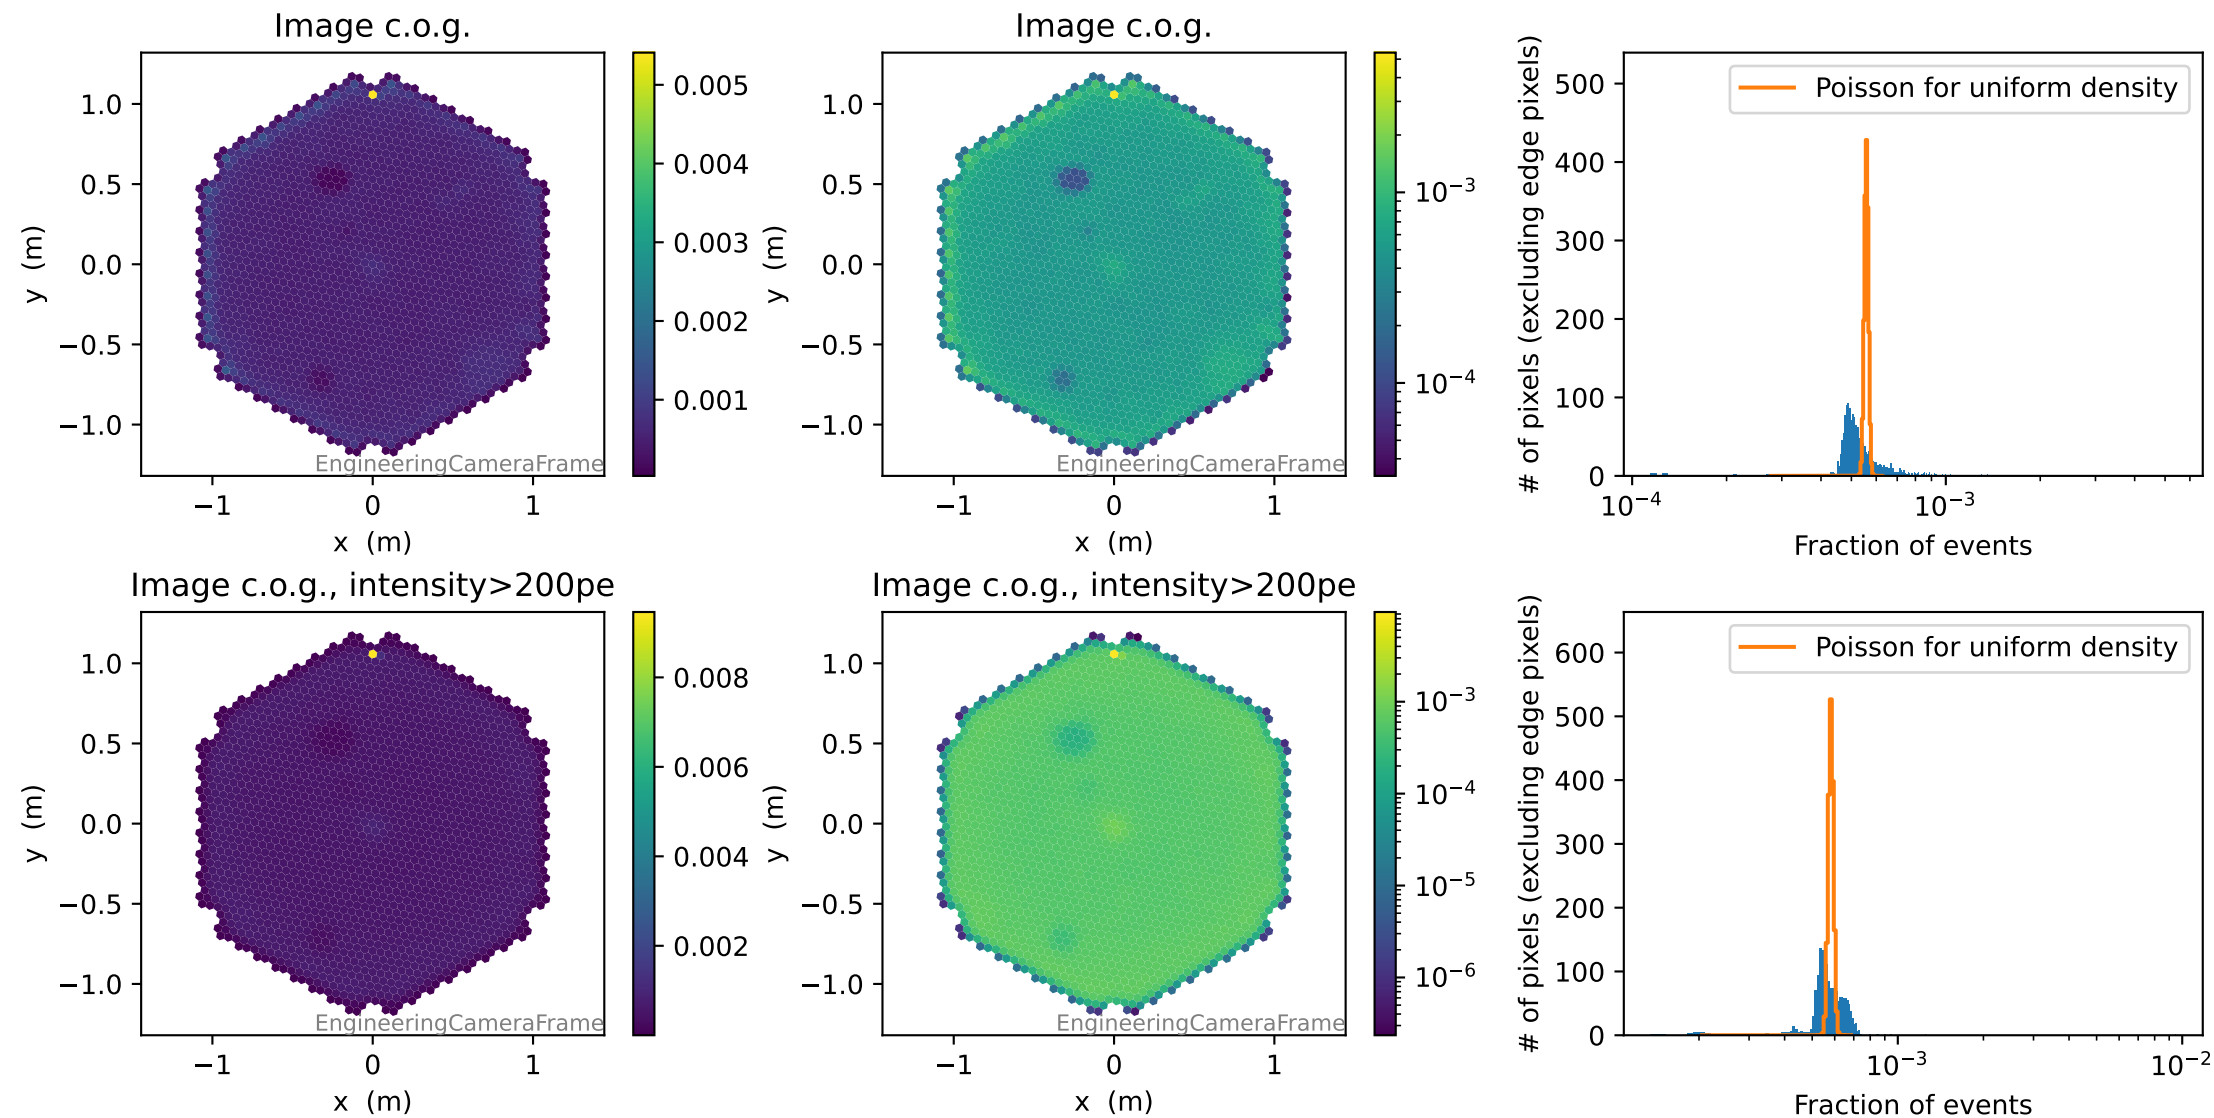 Image c.o.g.
y (m)
1.0
0.5
0.0
−0.5
−1.0
−1
0
1
x (m)
EngineeringCameraFrame
0.005
0.004
0.003
0.002
0.001
Image c.o.g.
y (m)
1.0
0.5
0.0
−0.5
−1.0
−1
0
1
x (m)
EngineeringCameraFrame
10⁻³
10⁻⁴
# of pixels (excluding edge pixels)
500
400
300
200
100
0
10⁻⁴
10⁻³
Fraction of events
Poisson for uniform density
Image c.o.g., intensity>200pe
y (m)
1.0
0.5
0.0
−0.5
−1.0
−1
0
1
x (m)
EngineeringCameraFrame
0.008
0.006
0.004
0.002
Image c.o.g., intensity>200pe
y (m)
1.0
0.5
0.0
−0.5
−1.0
−1
0
1
x (m)
EngineeringCameraFrame
10⁻³
10⁻⁴
10⁻⁵
10⁻⁶
# of pixels (excluding edge pixels)
600
500
400
300
200
100
0
10⁻³
10⁻²
Fraction of events
Poisson for uniform density